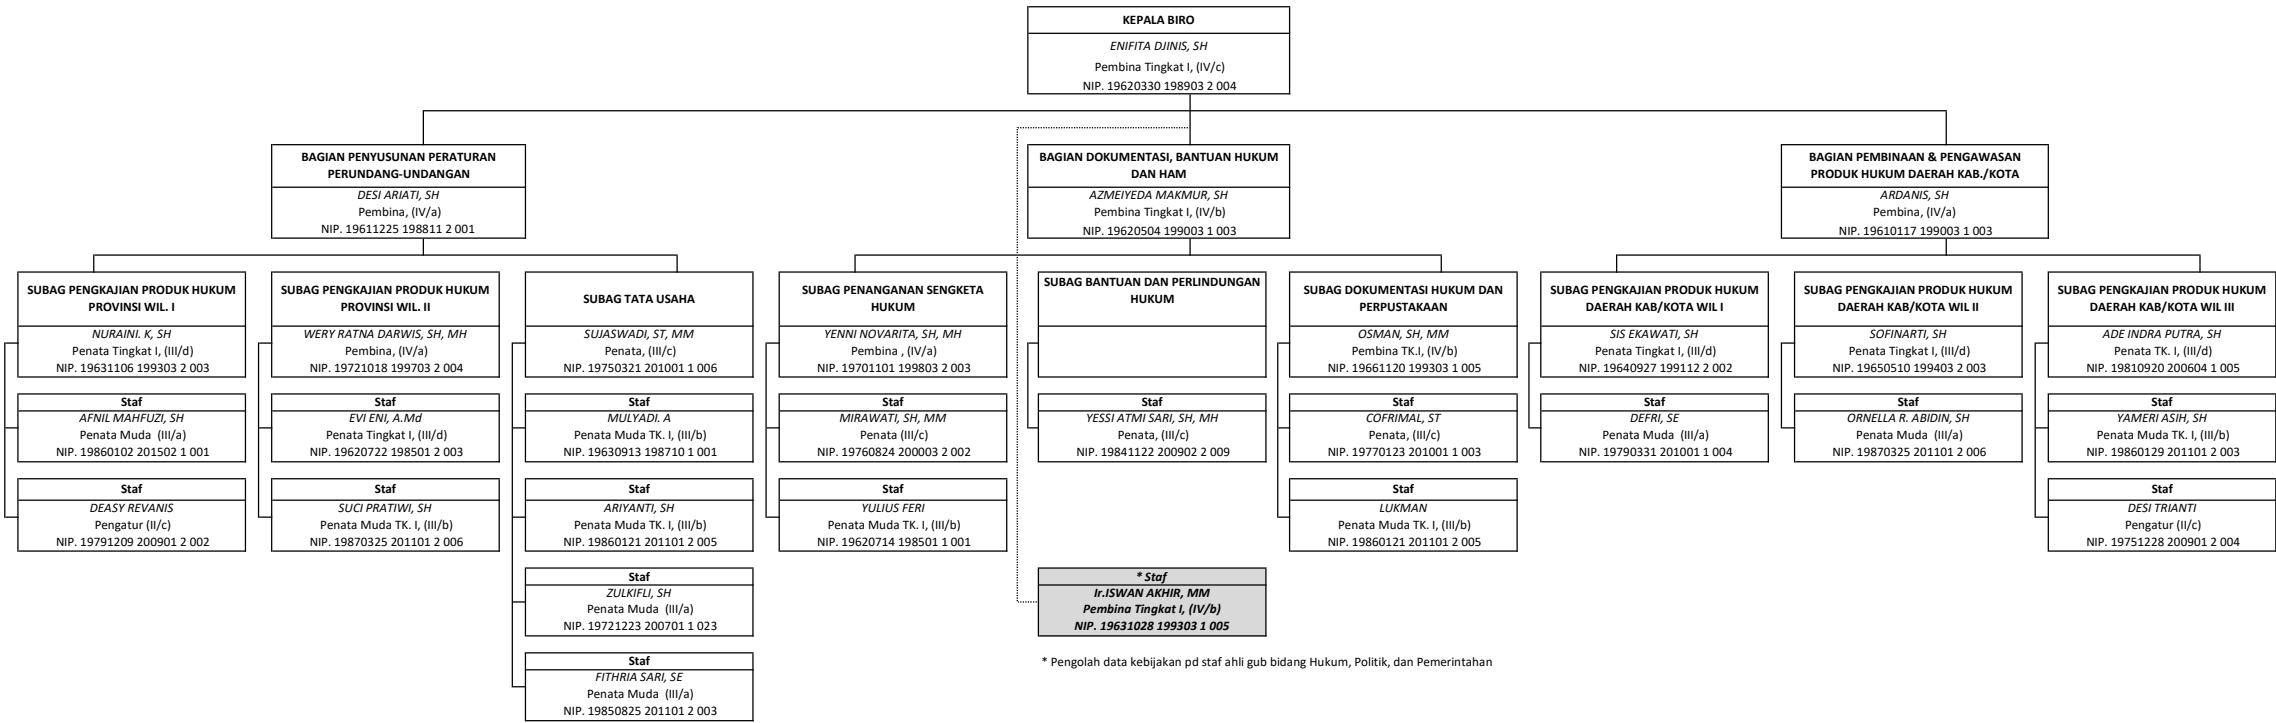 KEPALA BIRO
ENIFITA DJINIS, SH
Pembina Tingkat I, (IV/c)
NIP. 19620330 198903 2 004
BAGIAN PENYUSUNAN PERATURAN
PERUNDANG-UNDANGAN
DESI ARIATI, SH
Pembina, (IV/a)
NIP. 19611225 198811 2 001
BAGIAN DOKUMENTASI, BANTUAN HUKUM
DAN HAM
AZMEIYEDA MAKMUR, SH
Pembina Tingkat I, (IV/b)
NIP. 19620504 199003 1 003
BAGIAN PEMBINAAN & PENGAWASAN
PRODUK HUKUM DAERAH KAB./KOTA
ARDANIS, SH
Pembina, (IV/a)
NIP. 19610117 199003 1 003
SUBAG PENGKAJIAN PRODUK HUKUM
PROVINSI WIL. I
NURAINI. K, SH
Penata Tingkat I, (III/d)
NIP. 19631106 199303 2 003
Staf
AFNIL MAHFUZI, SH
Penata Muda  (III/a)
NIP. 19860102 201502 1 001
Staf
DEASY REVANIS
Pengatur (II/c)
NIP. 19791209 200901 2 002
SUBAG PENGKAJIAN PRODUK HUKUM
PROVINSI WIL. II
WERY RATNA DARWIS, SH, MH
Pembina, (IV/a)
NIP. 19721018 199703 2 004
Staf
EVI ENI, A.Md
Penata Tingkat I, (III/d)
NIP. 19620722 198501 2 003
Staf
SUCI PRATIWI, SH
Penata Muda TK. I, (III/b)
NIP. 19870325 201101 2 006
SUBAG TATA USAHA
SUJASWADI, ST, MM
Penata, (III/c)
NIP. 19750321 201001 1 006
Staf
MULYADI. A
Penata Muda TK. I, (III/b)
NIP. 19630913 198710 1 001
Staf
ARIYANTI, SH
Penata Muda TK. I, (III/b)
NIP. 19860121 201101 2 005
Staf
ZULKIFLI, SH
Penata Muda  (III/a)
NIP. 19721223 200701 1 023
Staf
FITHRIA SARI, SE
Penata Muda  (III/a)
NIP. 19850825 201101 2 003
SUBAG PENANGANAN SENGKETA
HUKUM
YENNI NOVARITA, SH, MH
Pembina , (IV/a)
NIP. 19701101 199803 2 003
Staf
MIRAWATI, SH, MM
Penata (III/c)
NIP. 19760824 200003 2 002
Staf
YULIUS FERI
Penata Muda TK. I, (III/b)
NIP. 19620714 198501 1 001
SUBAG BANTUAN DAN PERLINDUNGAN
HUKUM
Staf
YESSI ATMI SARI, SH, MH
Penata, (III/c)
NIP. 19841122 200902 2 009
* Staf
Ir.ISWAN AKHIR, MM
Pembina Tingkat I, (IV/b)
NIP. 19631028 199303 1 005
* Pengolah data kebijakan pd staf ahli gub bidang Hukum, Politik, dan Pemerintahan
SUBAG DOKUMENTASI HUKUM DAN
PERPUSTAKAAN
OSMAN, SH, MM
Pembina TK.I, (IV/b)
NIP. 19661120 199303 1 005
Staf
COFRIMAL, ST
Penata, (III/c)
NIP. 19770123 201001 1 003
Staf
LUKMAN
Penata Muda TK. I, (III/b)
NIP. 19860121 201101 2 005
SUBAG PENGKAJIAN PRODUK HUKUM
DAERAH KAB/KOTA WIL I
SIS EKAWATI, SH
Penata Tingkat I, (III/d)
NIP. 19640927 199112 2 002
Staf
DEFRI, SE
Penata Muda  (III/a)
NIP. 19790331 201001 1 004
SUBAG PENGKAJIAN PRODUK HUKUM
DAERAH KAB/KOTA WIL II
SOFINARTI, SH
Penata Tingkat I, (III/d)
NIP. 19650510 199403 2 003
Staf
ORNELLA R. ABIDIN, SH
Penata Muda  (III/a)
NIP. 19870325 201101 2 006
SUBAG PENGKAJIAN PRODUK HUKUM
DAERAH KAB/KOTA WIL III
ADE INDRA PUTRA, SH
Penata TK. I, (III/d)
NIP. 19810920 200604 1 005
Staf
YAMERI ASIH, SH
Penata Muda TK. I, (III/b)
NIP. 19860129 201101 2 003
Staf
DESI TRIANTI
Pengatur (II/c)
NIP. 19751228 200901 2 004